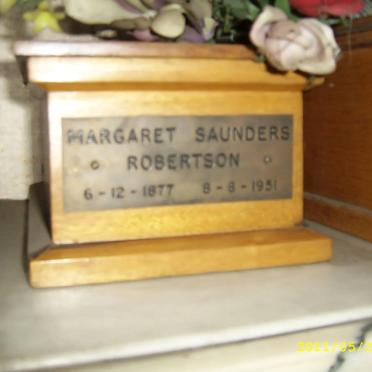 MARGARET SAUNDERS
ROBERTSON
6-12-1877 8-8-1951